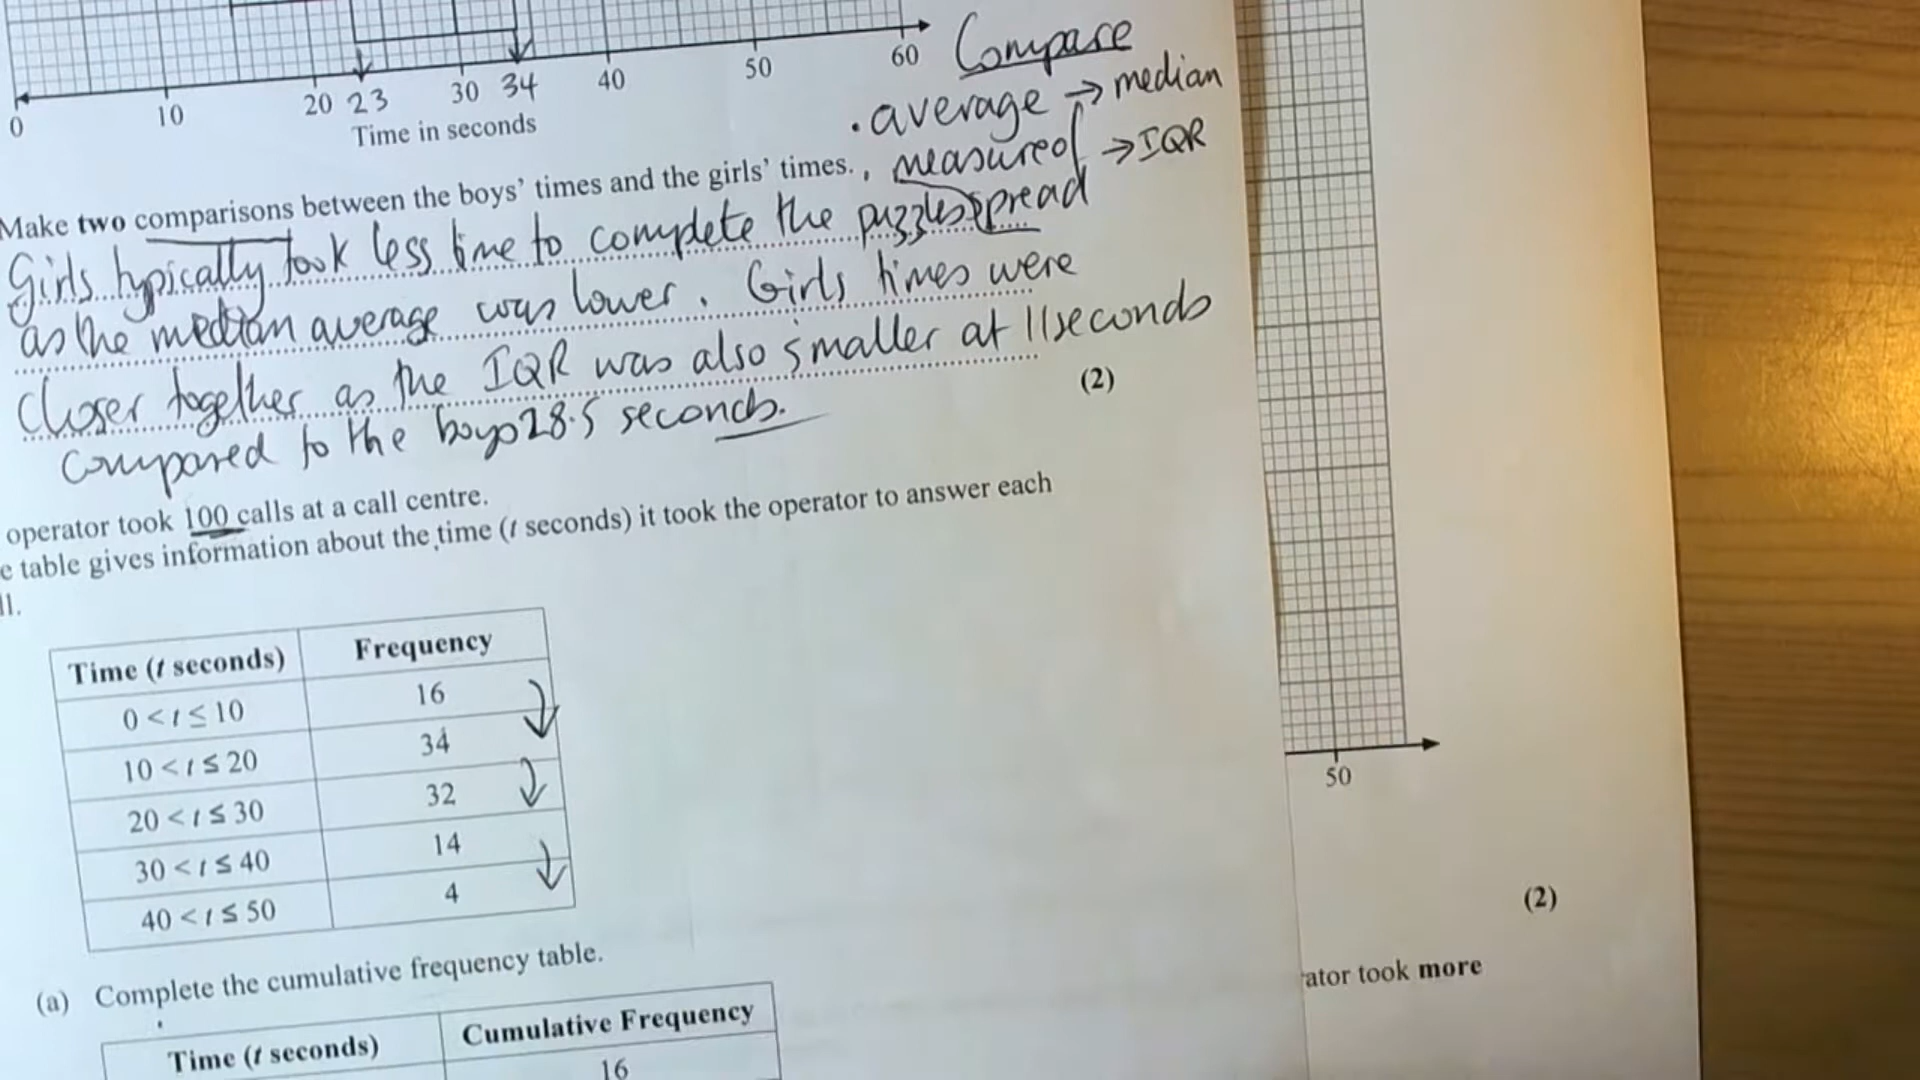 0 10 20 23 30 34 40 50 60
Time in seconds
Compare
. average → median
measure of → IQR
spread
Make two comparisons between the boys' times and the girls' times.
Girls typically took less time to complete the puzzles
as the median average was lower. Girls times were
closer together as the IQR was also smaller at 11seconds
compared to the boys 28.5 seconds.
(2)
operator took 100 calls at a call centre.
e table gives information about the time (t seconds) it took the operator to answer each
ll.
Time (t seconds) Frequency
0 < t ≤ 10 16
10 < t ≤ 20 34
20 < t ≤ 30 32
30 < t ≤ 40 14
40 < t ≤ 50 4
(a) Complete the cumulative frequency table.
Time (t seconds) Cumulative Frequency
16
50
(2)
ator took more